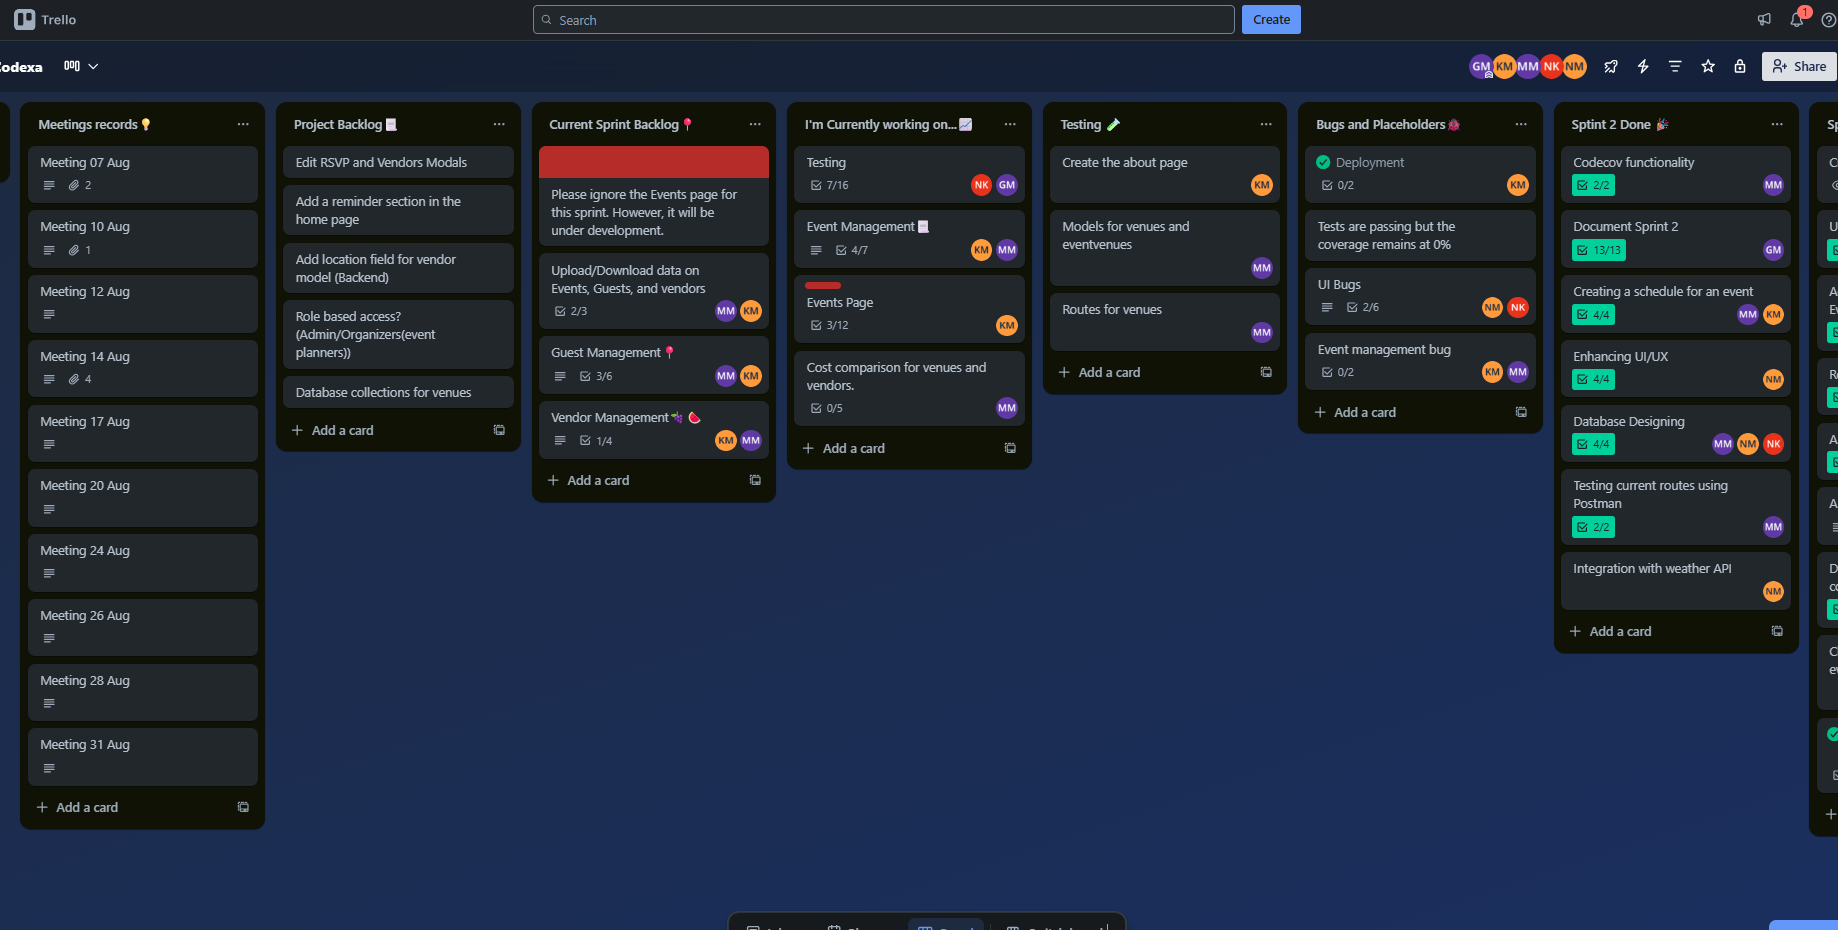 Trello
Search
Create
1
Codexa
GM KM MM NK NM
Share
Meetings records
Meeting 07 Aug
2
Meeting 10 Aug
1
Meeting 12 Aug
Meeting 14 Aug
4
Meeting 17 Aug
Meeting 20 Aug
Meeting 24 Aug
Meeting 26 Aug
Meeting 28 Aug
Meeting 31 Aug
Add a card
Project Backlog
Edit RSVP and Vendors Modals
Add a reminder section in the
home page
Add location field for vendor
model (Backend)
Role based access?
(Admin/Organizers(event
planners))
Database collections for venues
Add a card
Current Sprint Backlog
Please ignore the Events page for
this sprint. However, it will be
under development.
Upload/Download data on
Events, Guests, and vendors
2/3 MM KM
Guest Management
3/6 MM KM
Vendor Management
1/4 KM MM
Add a card
I'm Currently working on...
Testing
7/16 NK GM
Event Management
4/7 KM MM
Events Page
3/12 KM
Cost comparison for venues and
vendors.
0/5 MM
Add a card
Testing
Create the about page
KM
Models for venues and
eventvenues
MM
Routes for venues
MM
Add a card
Bugs and Placeholders
Deployment
0/2 KM
Tests are passing but the
coverage remains at 0%
UI Bugs
2/6 NM NK
Event management bug
0/2 KM MM
Add a card
Sptint 2 Done
Codecov functionality
2/2 MM
Document Sprint 2
13/13 GM
Creating a schedule for an event
4/4 MM KM
Enhancing UI/UX
4/4 NM
Database Designing
4/4 MM NM NK
Testing current routes using
Postman
2/2 MM
Integration with weather API
NM
Add a card